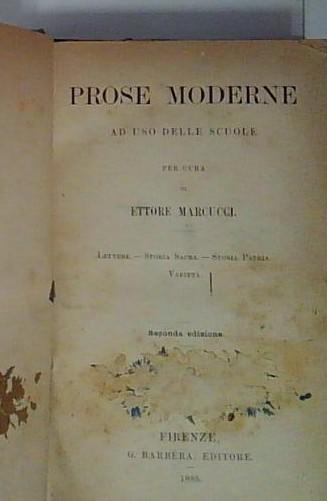 PROSE MODERNE
AD USO DELLE SCUOLE
PER CURA
DI
ETTORE MARCUCCI.
LETTERE. — STORIA SACRA. — STORIA PATRIA.
VARIETÀ.
Seconda edizione.
FIRENZE,
G. BARBÈRA, EDITORE.
—
1885.